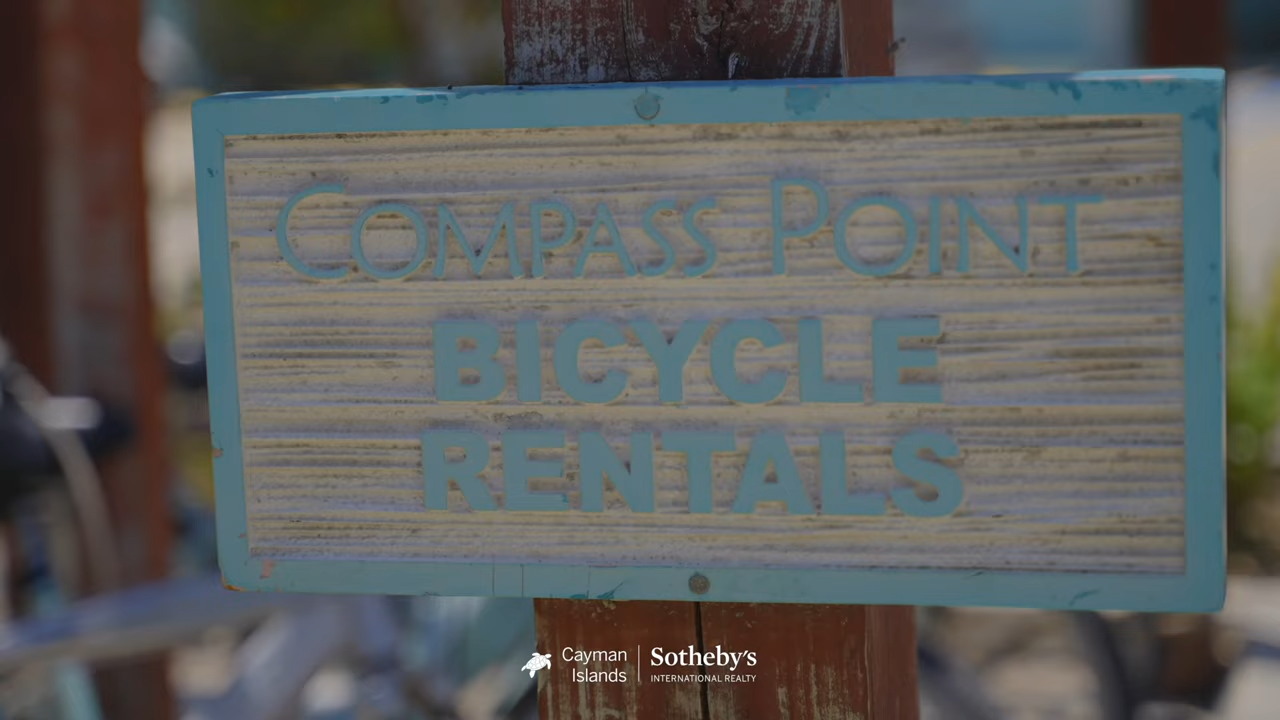 COMPASS POINT
BICYCLE
RENTALS
Cayman Islands
Sotheby's
INTERNATIONAL REALTY